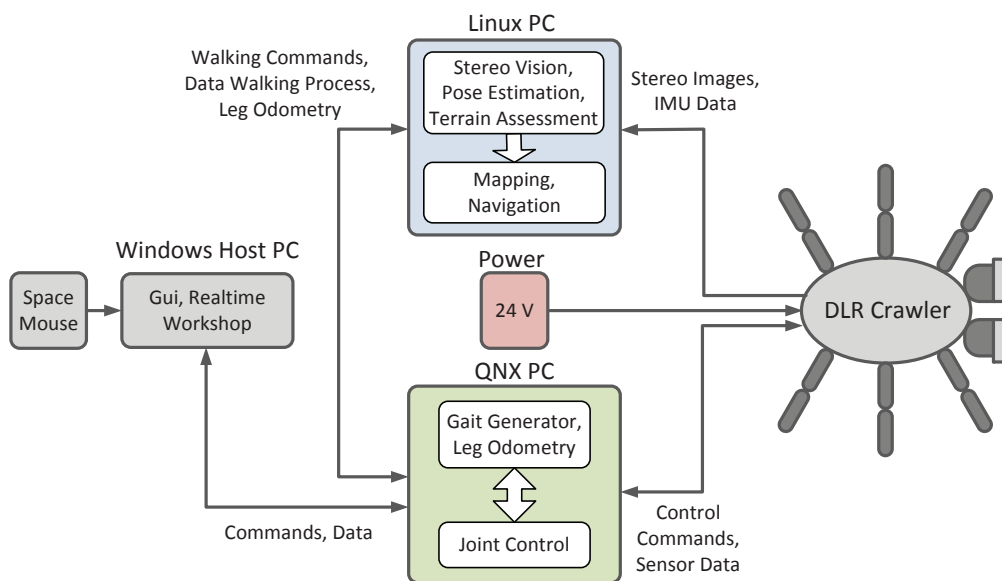 Linux PC
Walking Commands,
Data Walking Process,
Leg Odometry
Stereo Vision,
Pose Estimation,
Terrain Assessment
Stereo Images,
IMU Data
Mapping,
Navigation
Windows Host PC
Space
Mouse
Gui, Realtime
Workshop
Power
24 V
DLR Crawler
QNX PC
Gait Generator,
Leg Odometry
Joint Control
Commands, Data
Control
Commands,
Sensor Data